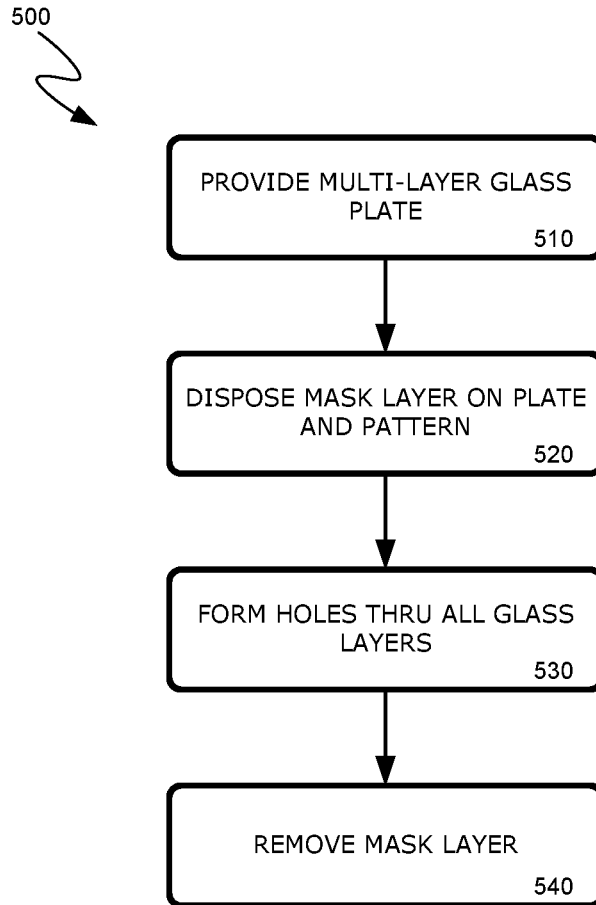 500
PROVIDE MULTI-LAYER GLASS
PLATE
510
DISPOSE MASK LAYER ON PLATE
AND PATTERN
520
FORM HOLES THRU ALL GLASS
LAYERS
530
REMOVE MASK LAYER
540